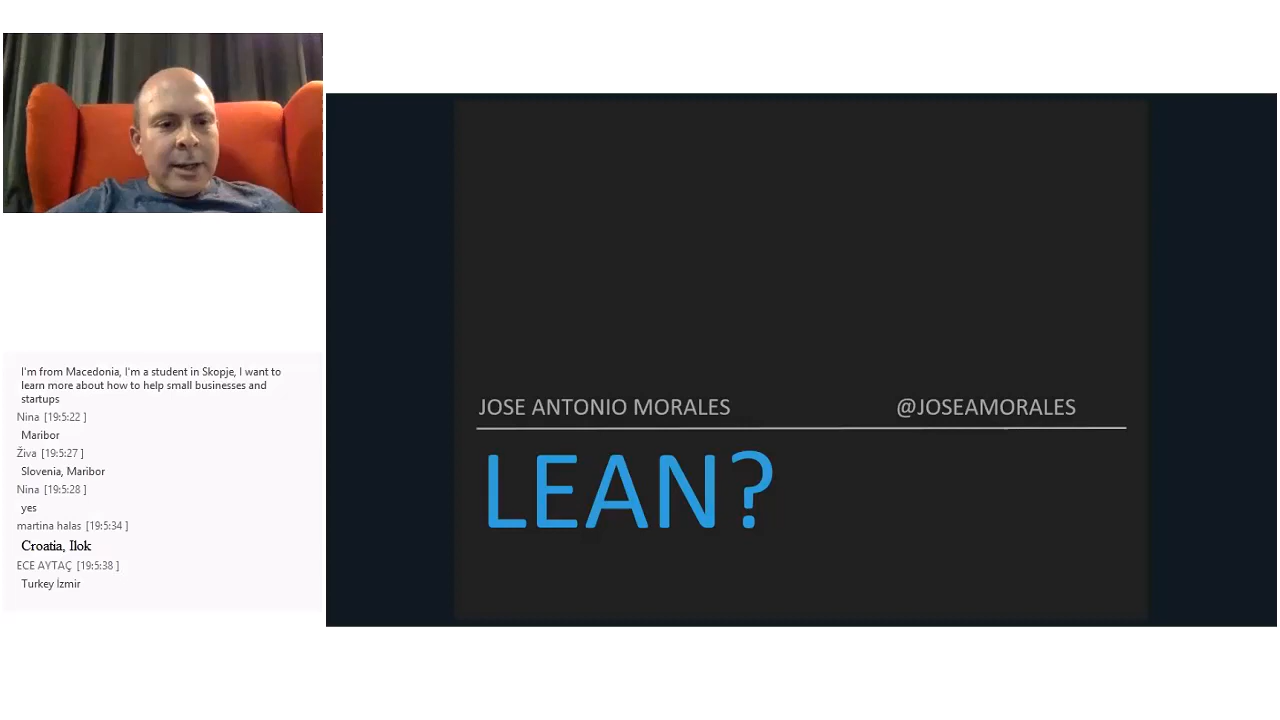 I'm from Macedonia, I'm a student in Skopje, I want to
learn more about how to help small businesses and
startups
Nina [19:5:22 ]
Maribor
Živa [19:5:27 ]
Slovenia, Maribor
Nina [19:5:28 ]
yes
martina halas [19:5:34 ]
Croatia, Ilok
ECE AYTAÇ [19:5:38 ]
Turkey İzmir
JOSE ANTONIO MORALES @JOSEAMORALES
LEAN?